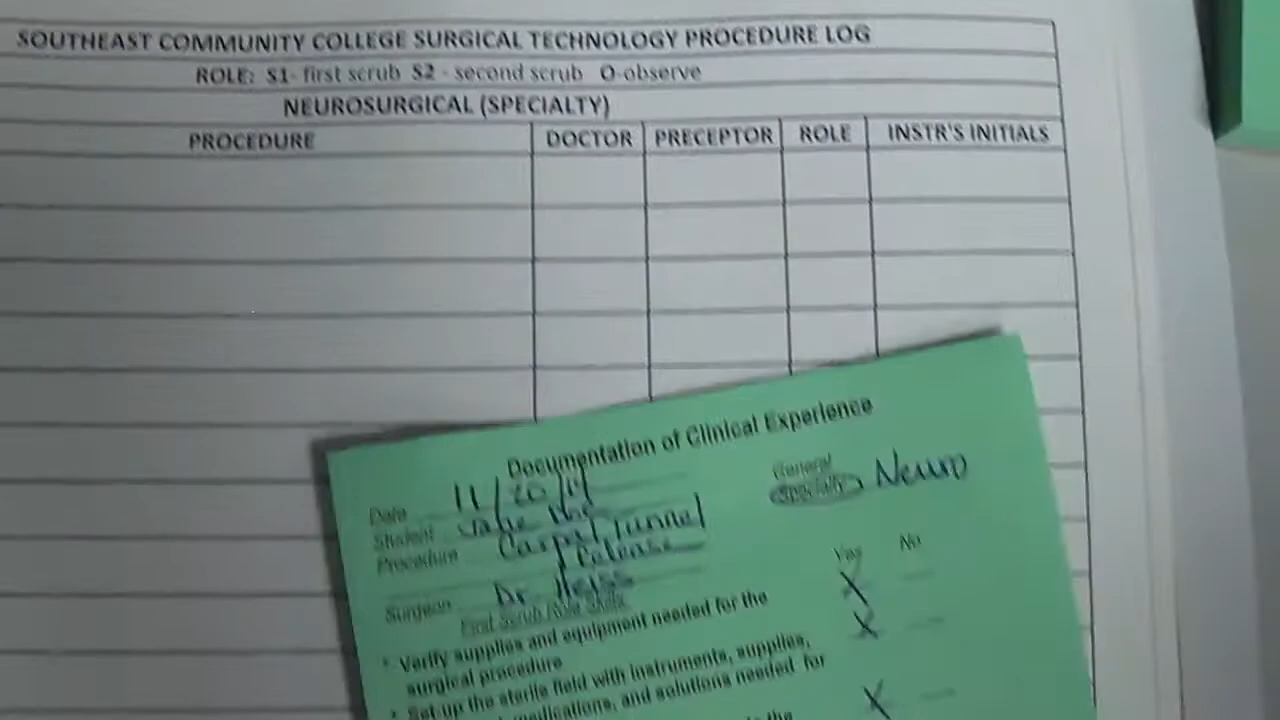 SOUTHEAST COMMUNITY COLLEGE SURGICAL TECHNOLOGY PROCEDURE LOG
ROLE: S1- first scrub S2 - second scrub O-observe
NEUROSURGICAL (SPECIALTY)
PROCEDURE DOCTOR PRECEPTOR ROLE INSTR'S INITIALS
Documentation of Clinical Experience
General
Specialty Neuro
Date 11/20/
Student
Procedure Carpal Tunnel
Release
Surgeon Dr.
Yes No
First Scrub Role Skills
* Verify supplies and equipment needed for the X
surgical procedure X
* Set up the sterile field with instruments, supplies,
medications, and solutions needed for X
the